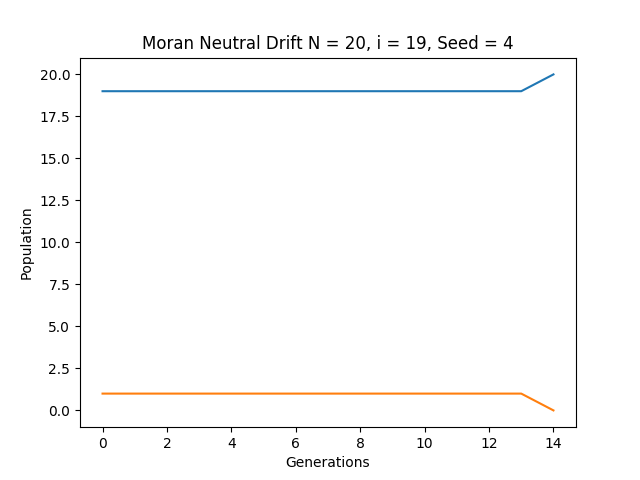 Moran Neutral Drift N = 20, i = 19, Seed = 4
20.0
17.5
15.0
12.5
10.0
7.5
5.0
2.5
0.0
Population
0 2 4 6 8 10 12 14
Generations